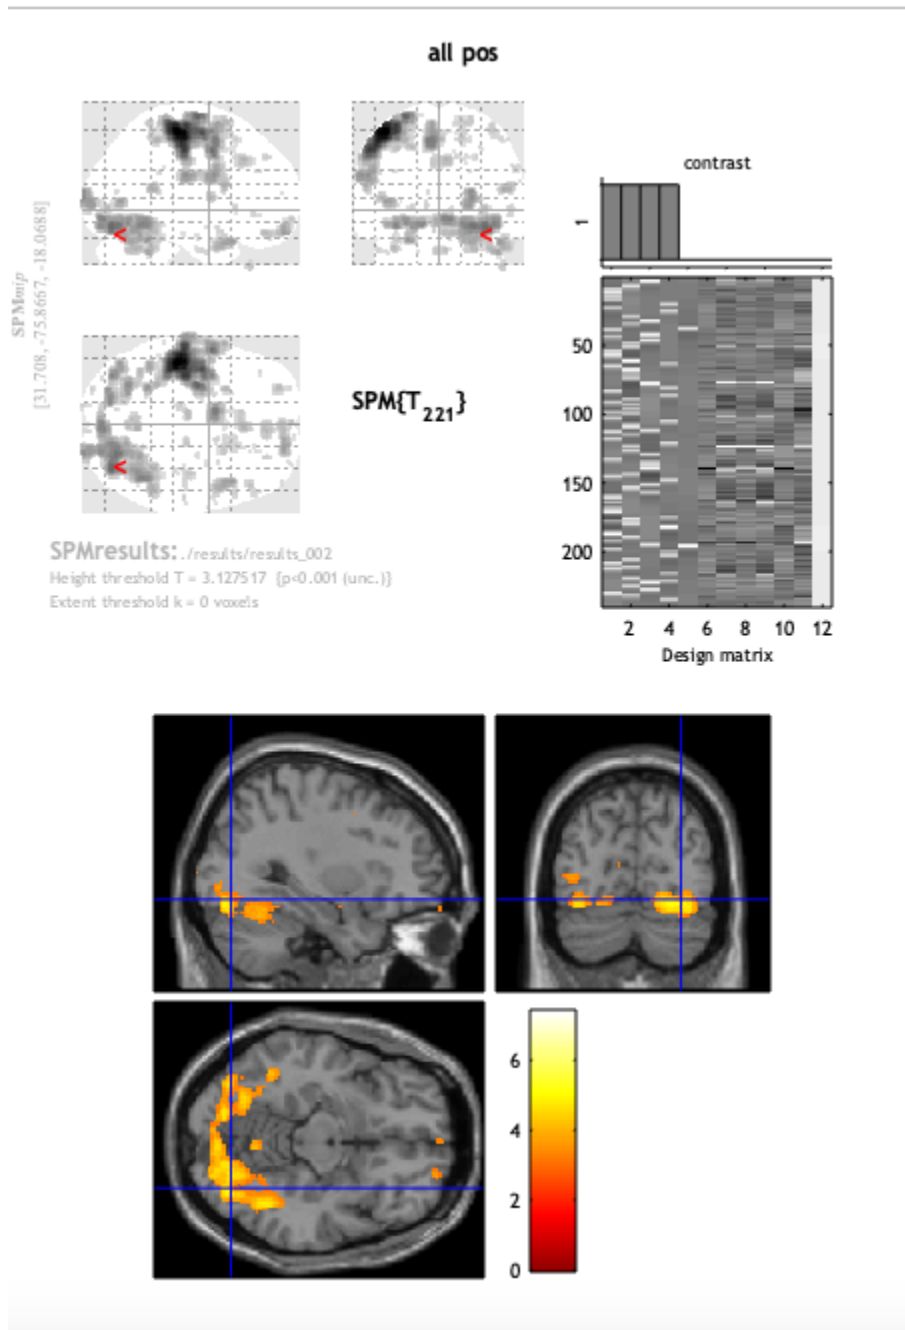 all pos
SPMmip
[31.708, -75.8667, -18.0688]
<
<
<
SPM{T221}
SPMresults: ./results/results_002
Height threshold T = 3.127517 {p<0.001 (unc.)}
Extent threshold k = 0 voxels
contrast
1
50
100
150
200
2 4 6 8 10 12
Design matrix
6
4
2
0